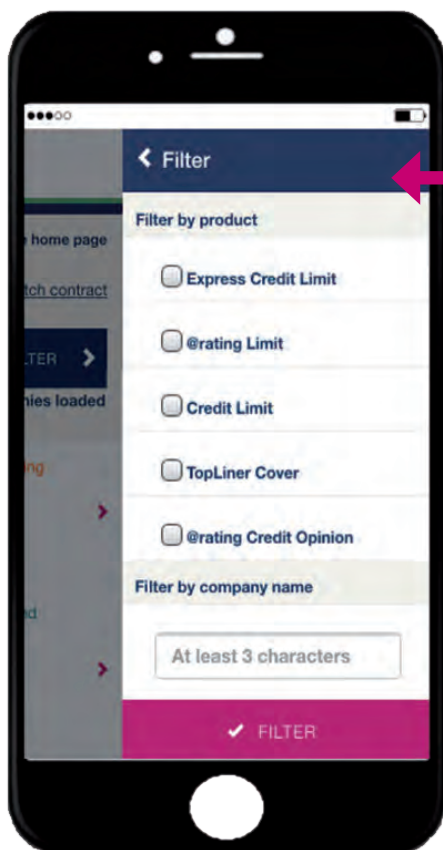 Filter
Filter by product
home page
tch contract
Express Credit Limit
@rating Limit
TER
nies loaded
Credit Limit
ng
TopLiner Cover
@rating Credit Opinion
Filter by company name
d
At least 3 characters
FILTER